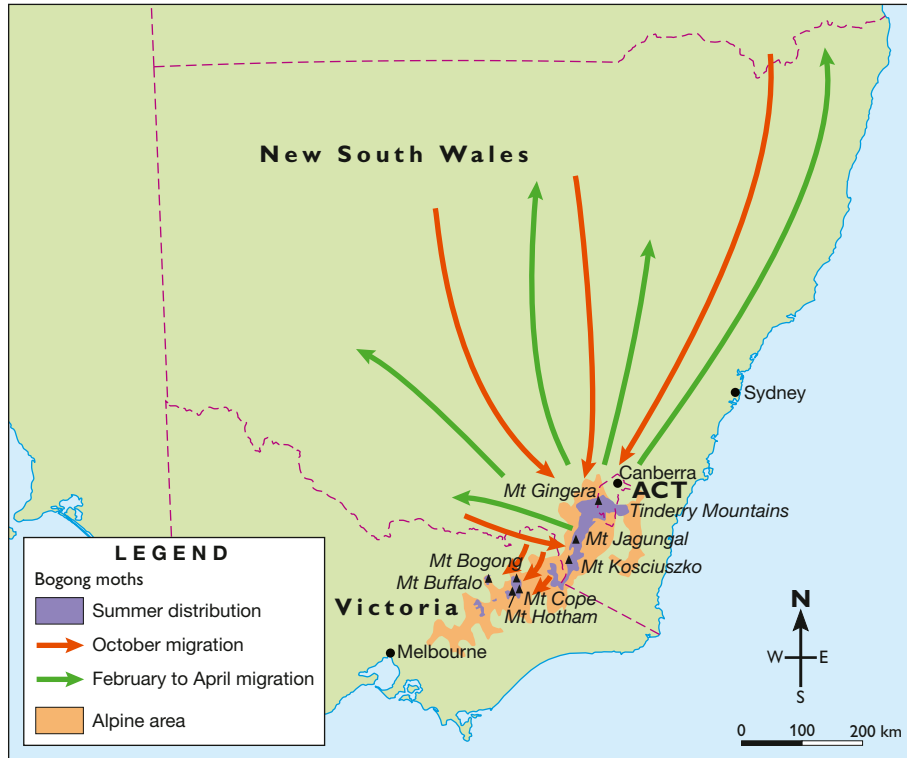 New South Wales
Sydney
Canberra
ACT
Mt Gingera
Tinderry Mountains
Mt Jagungal
Mt Bogong
Mt Kosciuszko
Mt Buffalo
Mt Cope
Victoria
Mt Hotham
Melbourne
LEGEND
Bogong moths
Summer distribution
October migration
February to April migration
Alpine area
N
W E
S
0 100 200 km